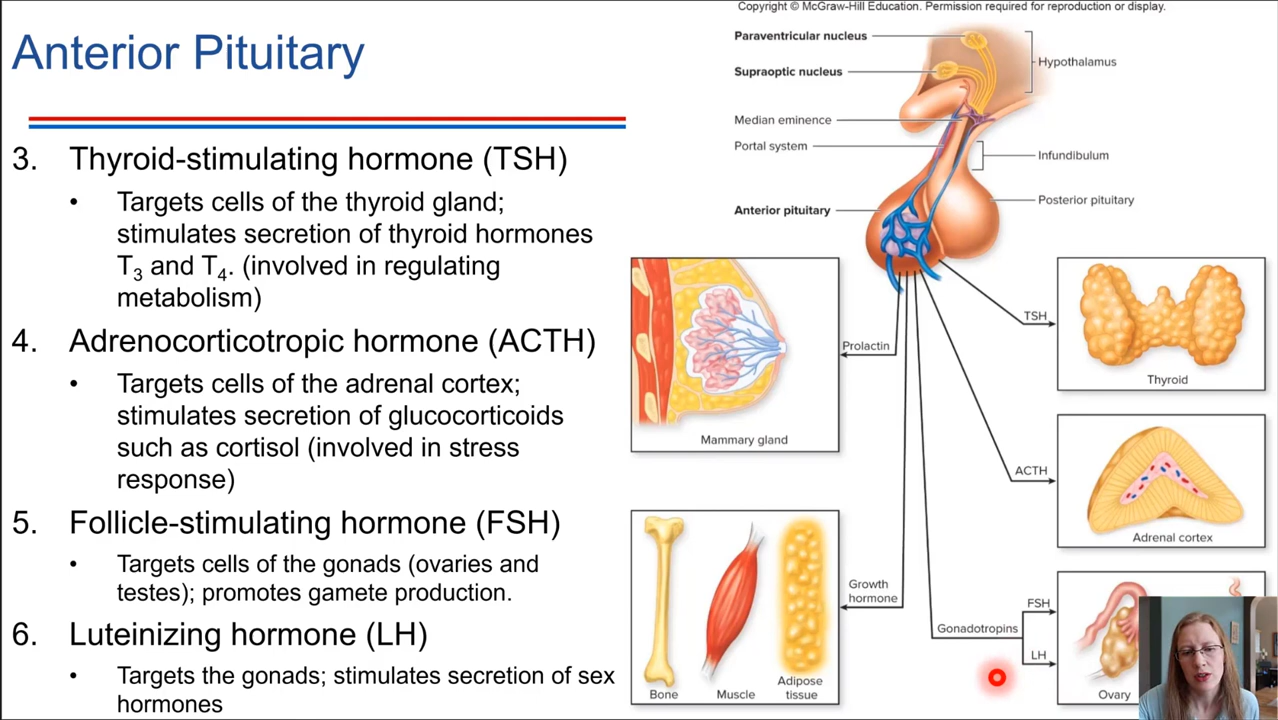 Copyright © McGraw-Hill Education. Permission required for reproduction or display.
Anterior Pituitary
3. Thyroid-stimulating hormone (TSH)
• Targets cells of the thyroid gland;
stimulates secretion of thyroid hormones
T3 and T4. (involved in regulating
metabolism)
4. Adrenocorticotropic hormone (ACTH)
• Targets cells of the adrenal cortex;
stimulates secretion of glucocorticoids
such as cortisol (involved in stress
response)
5. Follicle-stimulating hormone (FSH)
• Targets cells of the gonads (ovaries and
testes); promotes gamete production.
6. Luteinizing hormone (LH)
• Targets the gonads; stimulates secretion of sex
hormones
Paraventricular nucleus
Supraoptic nucleus
Hypothalamus
Median eminence
Portal system
Infundibulum
Anterior pituitary
Posterior pituitary
TSH
Thyroid
Prolactin
Mammary gland
ACTH
Adrenal cortex
Growth
hormone
Bone
Muscle
Adipose
tissue
Gonadotropins
FSH
LH
Ovary